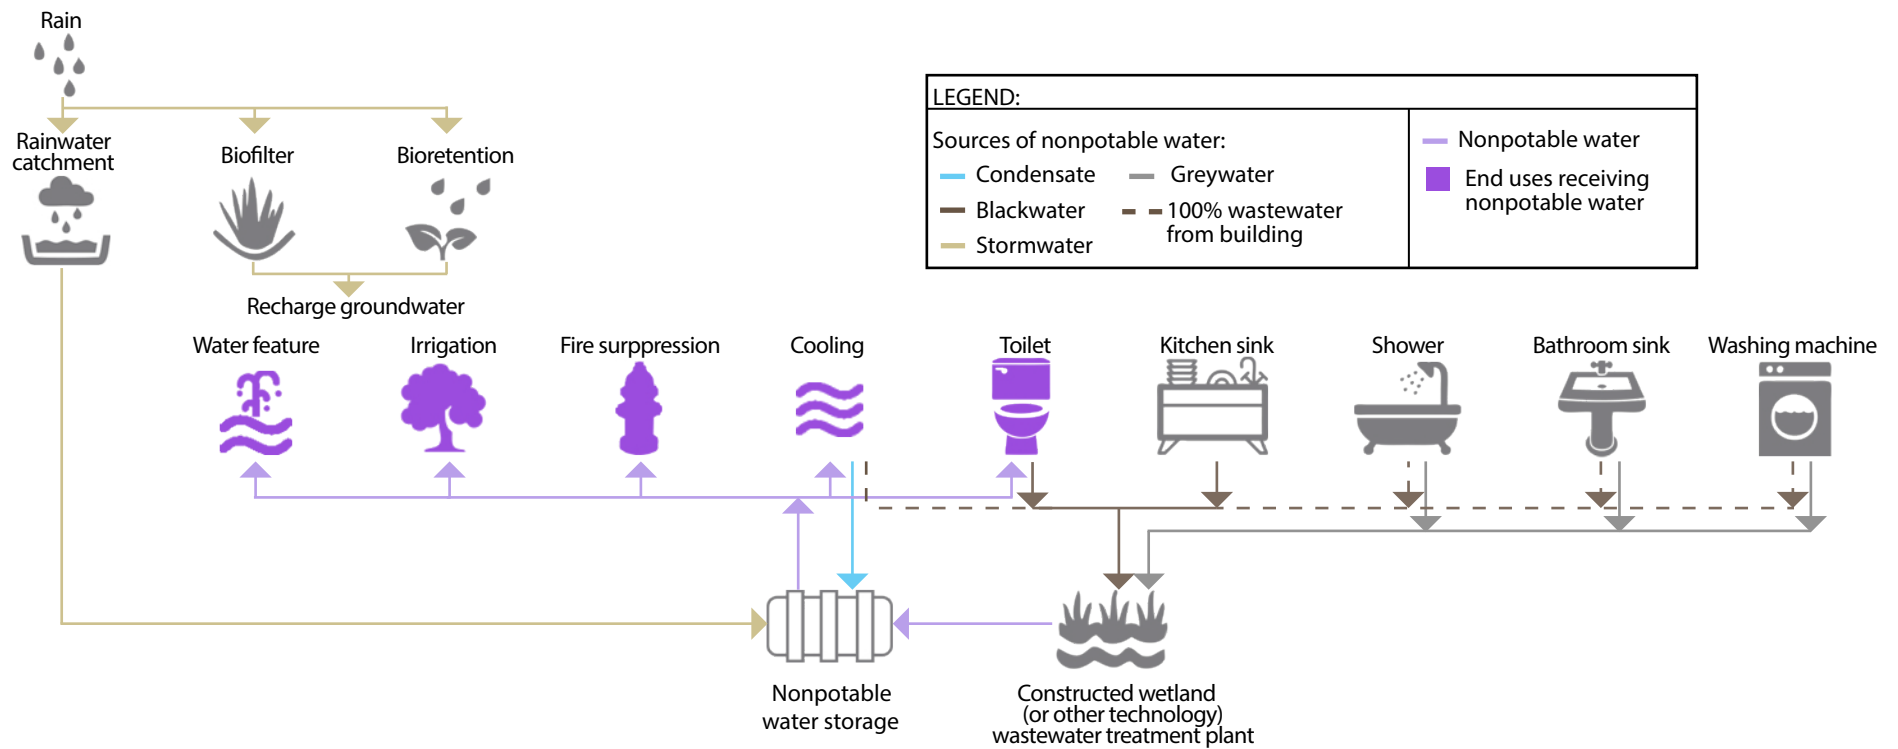 Rain
Rainwater
catchment
Biofilter
Bioretention
Recharge groundwater
LEGEND:
Sources of nonpotable water:
Condensate
Greywater
Blackwater
100% wastewater
from building
Stormwater
Nonpotable water
End uses receiving
nonpotable water
Water feature
Irrigation
Fire surppression
Cooling
Toilet
Kitchen sink
Shower
Bathroom sink
Washing machine
Nonpotable
water storage
Constructed wetland
(or other technology)
wastewater treatment plant